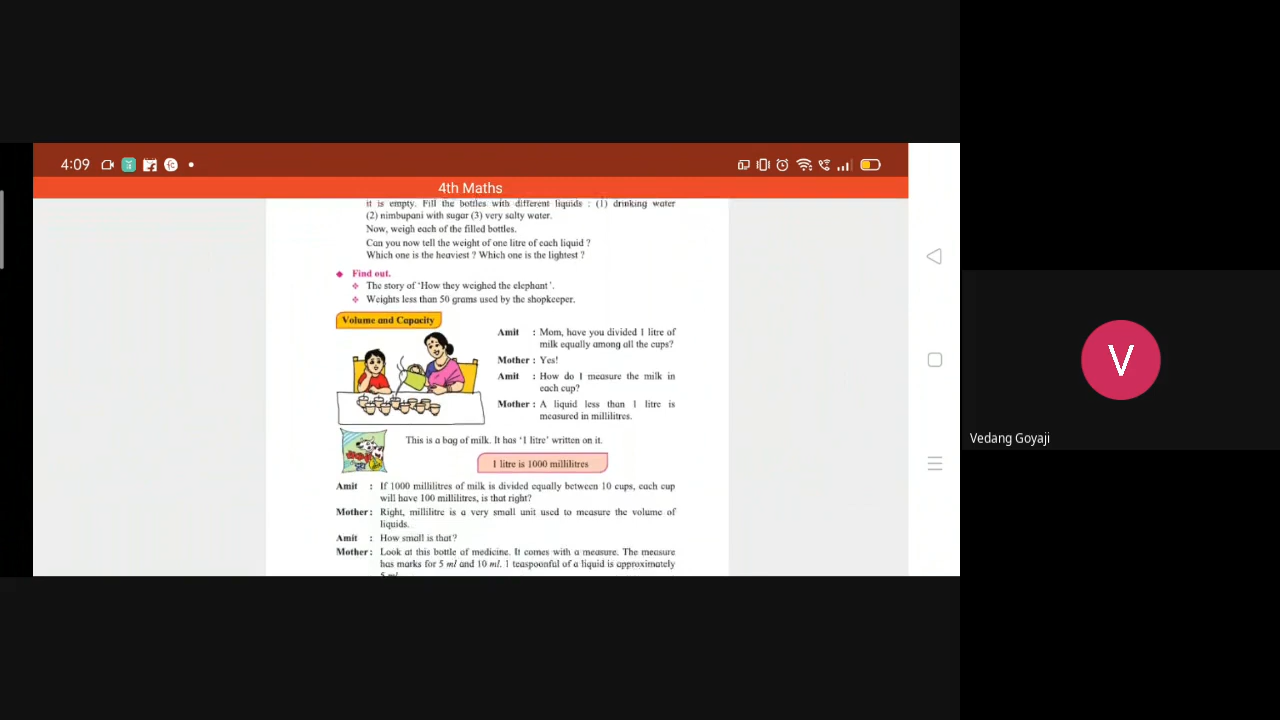 4:09
4th Maths
it is empty. Fill the bottles with different liquids : (1) drinking water
(2) nimbupani with sugar (3) very salty water.
Now, weigh each of the filled bottles.
Can you now tell the weight of one litre of each liquid ?
Which one is the heaviest ? Which one is the lightest ?
Find out.
The story of 'How they weighed the elephant'.
Weights less than 50 grams used by the shopkeeper.
Volume and Capacity
Amit : Mom, have you divided 1 litre of
milk equally among all the cups?
Mother : Yes!
Amit : How do I measure the milk in
each cup?
Mother : A liquid less than 1 litre is
measured in millilitres.
This is a bag of milk. It has '1 litre' written on it.
1 litre is 1000 millilitres
Amit : If 1000 millilitres of milk is divided equally between 10 cups, each cup
will have 100 millilitres, is that right?
Mother : Right, millilitre is a very small unit used to measure the volume of
liquids.
Amit : How small is that?
Mother : Look at this bottle of medicine. It comes with a measure. The measure
has marks for 5 ml and 10 ml. 1 teaspoonful of a liquid is approximately
5 ml
V
Vedang Goyaji